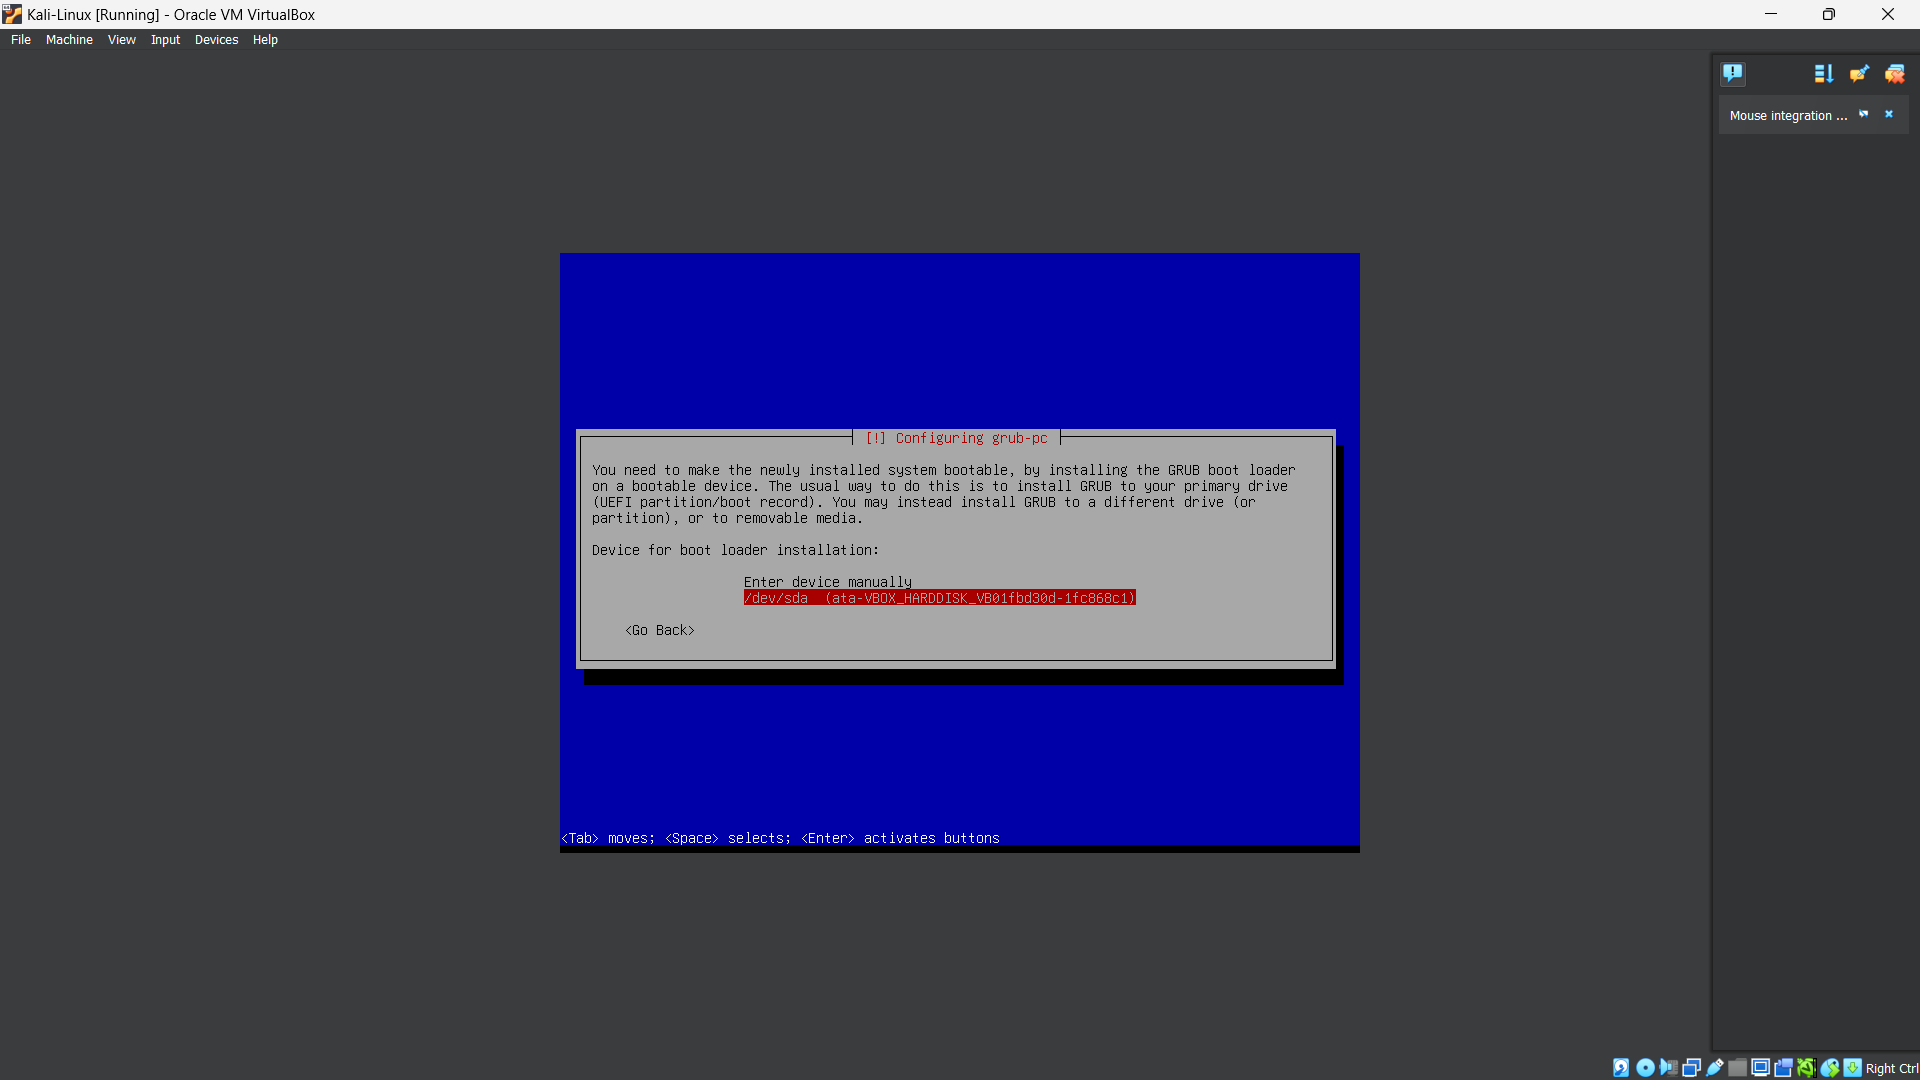 Kali-Linux [Running] - Oracle VM VirtualBox
File Machine View Input Devices Help
Mouse integration ...
[!] Configuring grub-pc
You need to make the newly installed system bootable, by installing the GRUB boot loader
on a bootable device. The usual way to do this is to install GRUB to your primary drive
(UEFI partition/boot record). You may instead install GRUB to a different drive (or
partition), or to removable media.
Device for boot loader installation:
Enter device manually
/dev/sda (ata-VBOX_HARDDISK_VB01fbd30d-1fc868c1)
<Go Back>
<Tab> moves; <Space> selects; <Enter> activates buttons
Right Ctrl